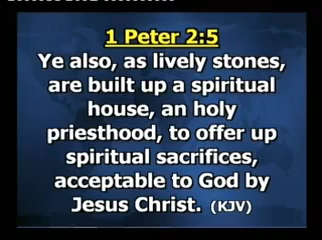 1 Peter 2:5
Ye also, as lively stones,
are built up a spiritual
house, an holy
priesthood, to offer up
spiritual sacrifices,
acceptable to God by
Jesus Christ. (KJV)